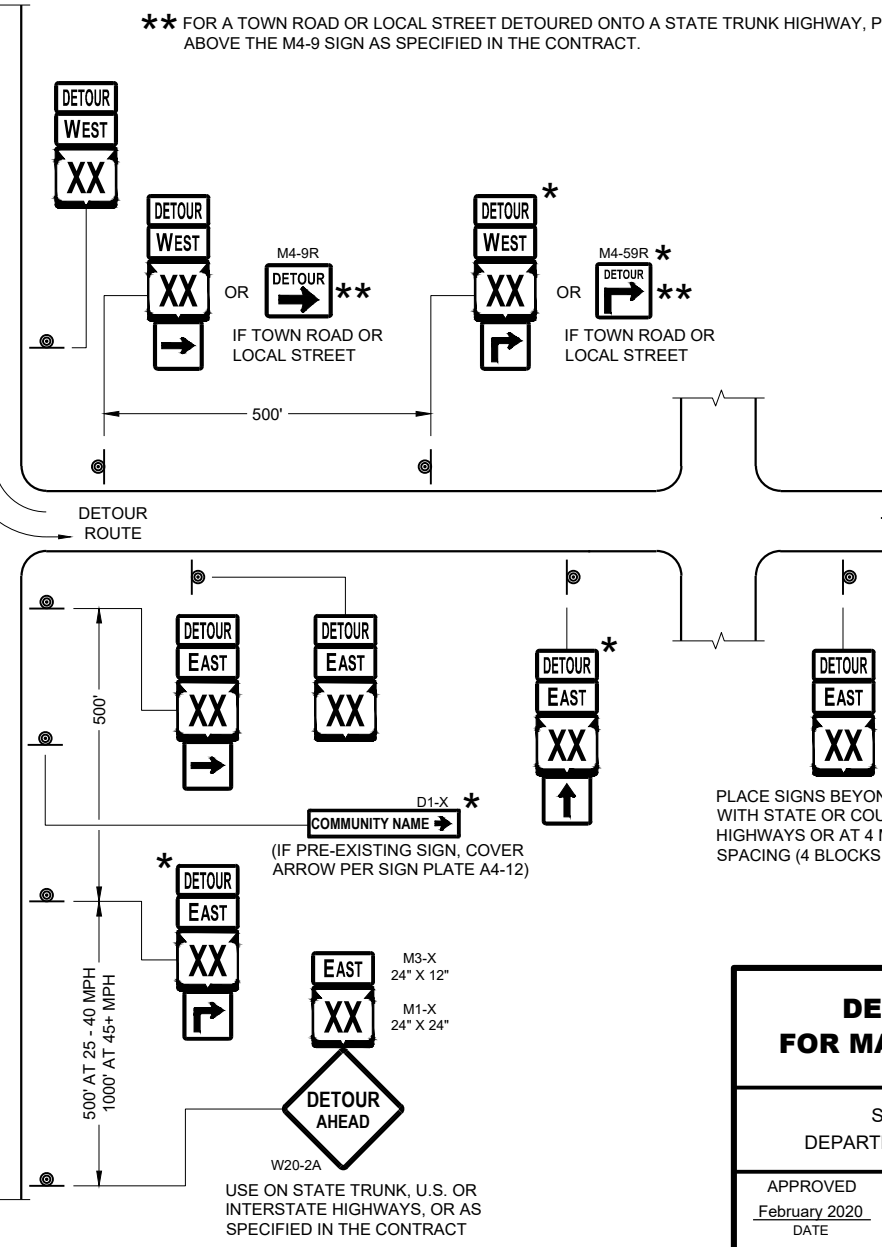 ** FOR A TOWN ROAD OR LOCAL STREET DETOURED ONTO A STATE TRUNK HIGHWAY, P
ABOVE THE M4-9 SIGN AS SPECIFIED IN THE CONTRACT.
DETOUR
WEST
XX
DETOUR
WEST
XX
OR
M4-9R
DETOUR
**
IF TOWN ROAD OR
LOCAL STREET
DETOUR
*
WEST
XX
OR
M4-59R *
DETOUR
**
IF TOWN ROAD OR
LOCAL STREET
500'
DETOUR
ROUTE
500'
DETOUR
EAST
XX
DETOUR
EAST
XX
DETOUR
*
EAST
XX
DETOUR
EAST
XX
D1-X *
COMMUNITY NAME
(IF PRE-EXISTING SIGN, COVER
ARROW PER SIGN PLATE A4-12)
PLACE SIGNS BEYON
WITH STATE OR COU
HIGHWAYS OR AT 4 M
SPACING (4 BLOCKS
*
DETOUR
EAST
XX
500' AT 25 - 40 MPH
1000' AT 45+ MPH
EAST
M3-X
24" X 12"
XX
M1-X
24" X 24"
DETOUR
AHEAD
W20-2A
USE ON STATE TRUNK, U.S. OR
INTERSTATE HIGHWAYS, OR AS
SPECIFIED IN THE CONTRACT
DE
FOR MA
S
DEPART
APPROVED
February 2020
DATE